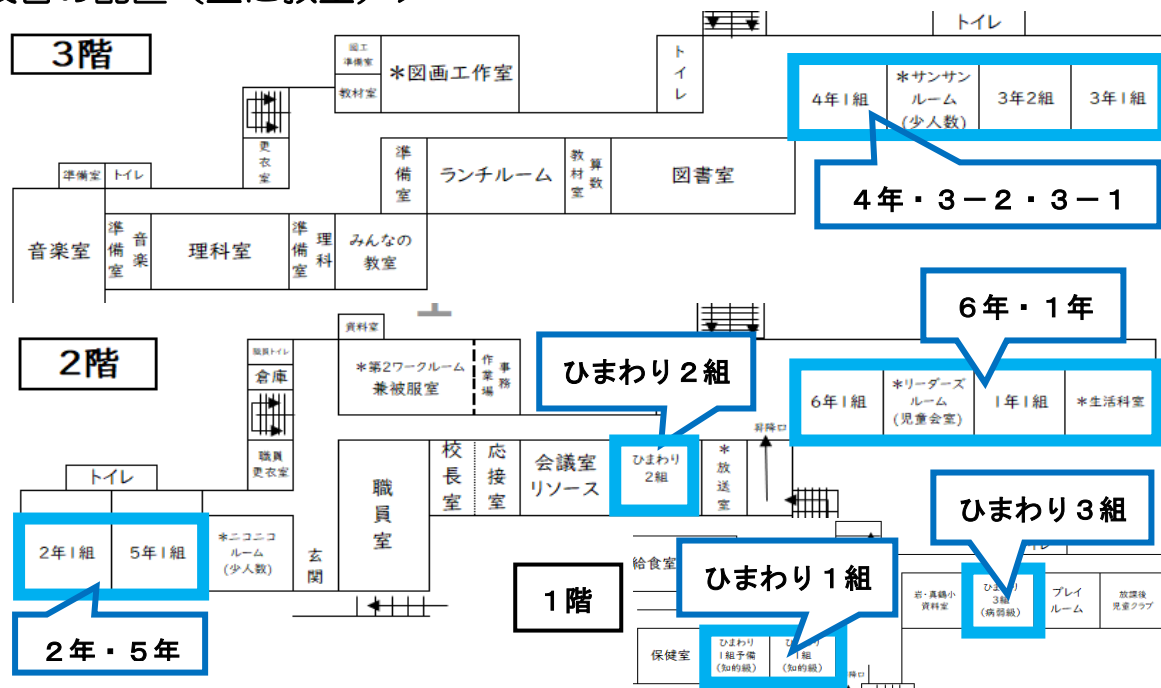 3階
図工
準備室
教材室
*図画工作室
トイレ
トイレ
4年1組
*サンサン
ルーム
(少人数)
3年2組
3年1組
4年・3-2・3-1
更衣室
準備室
ランチルーム
算数
教材室
図書室
準備室
トイレ
音楽室
音楽
準備室
理科室
理科
準備室
みんなの
教室
6年・1年
2階
資料室
職員トイレ
倉庫
*第2ワークルーム
兼被服室
事務
作業場
ひまわり2組
6年1組
*リーダーズ
ルーム
(児童会室)
1年1組
*生活科室
昇降口
職員
更衣室
職員室
校長室
応接室
会議室
リソース
ひまわり
2組
*放送室
トイレ
2年1組
5年1組
*ニコニコ
ルーム
(少人数)
玄関
2年・5年
ひまわり3組
1階
給食室
ひまわり1組
岩・真鶴小
資料室
3組
(病弱級)
プレイ
ルーム
放課後
児童クラブ
保健室
ひまわり
1組予備
(知的級)
1組
(知的級)